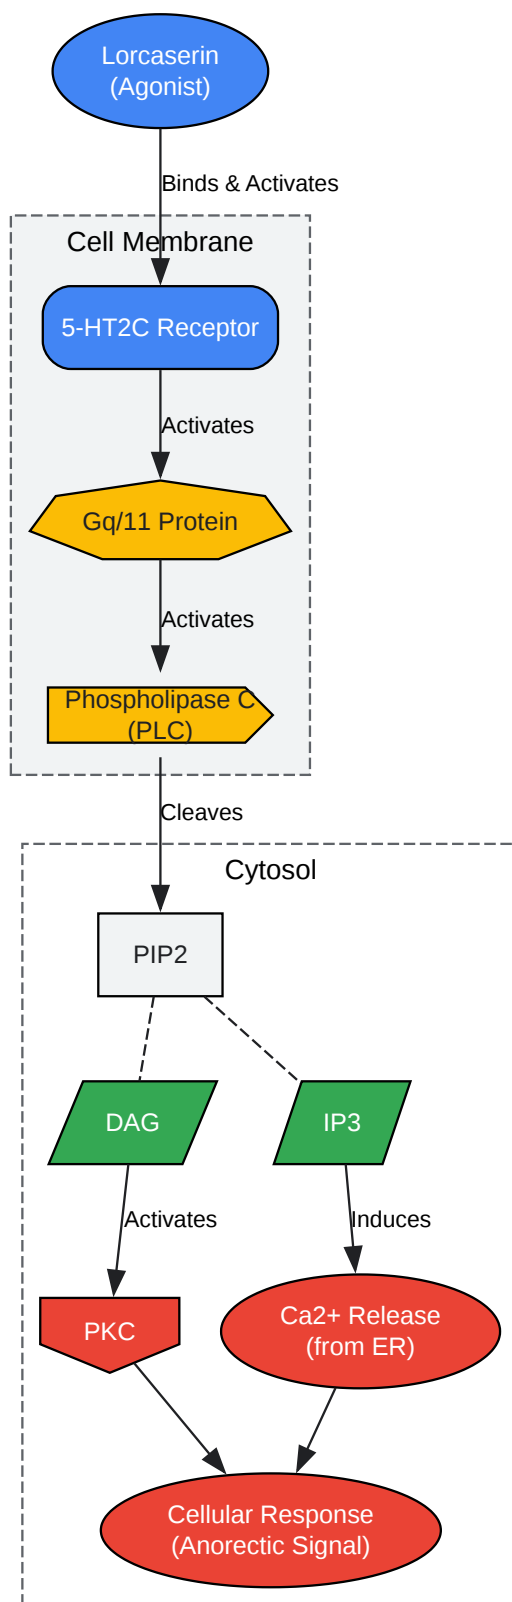 Lorcaserin
(Agonist)
Binds & Activates
Cell Membrane
5-HT2C Receptor
Activates
Gq/11 Protein
Activates
Phospholipase C
(PLC)
Cleaves
Cytosol
PIP2
DAG
IP3
Activates
Induces
PKC
Ca2+ Release
(from ER)
Cellular Response
(Anorectic Signal)